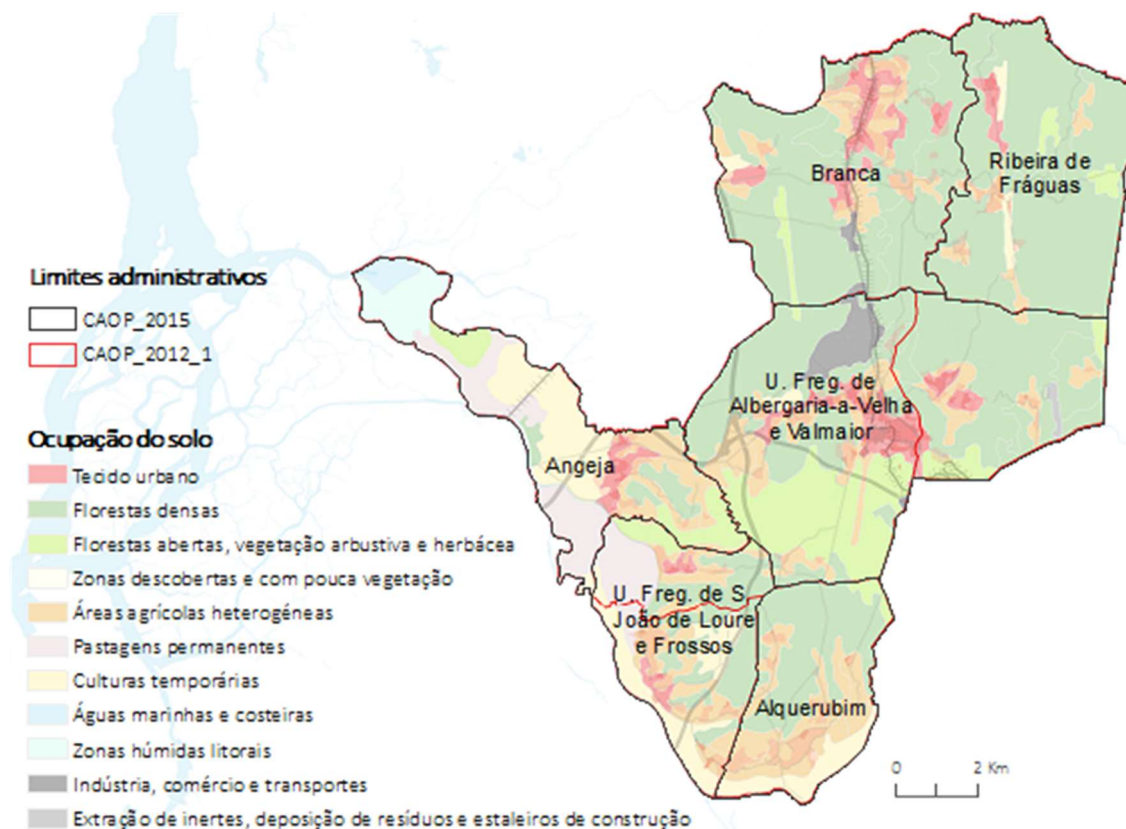 Limites administrativos
CAOP_2015
CAOP_2012_1
Ocupação do solo
Tecido urbano
Florestas densas
Florestas abertas, vegetação arbustiva e herbácea
Zonas descobertas e com pouca vegetação
Áreas agrícolas heterogéneas
Pastagens permanentes
Culturas temporárias
Águas marinhas e costeiras
Zonas húmidas litorais
Indústria, comércio e transportes
Extração de inertes, deposição de resíduos e estaleiros de construção
Branca
Ribeira de
Fráguas
U. Freg. de
Albergaria-a-Velha
e Valmaior
Angeja
U. Freg. de S.
João de Loure
e Frossos
Alquerubim
0 2 Km